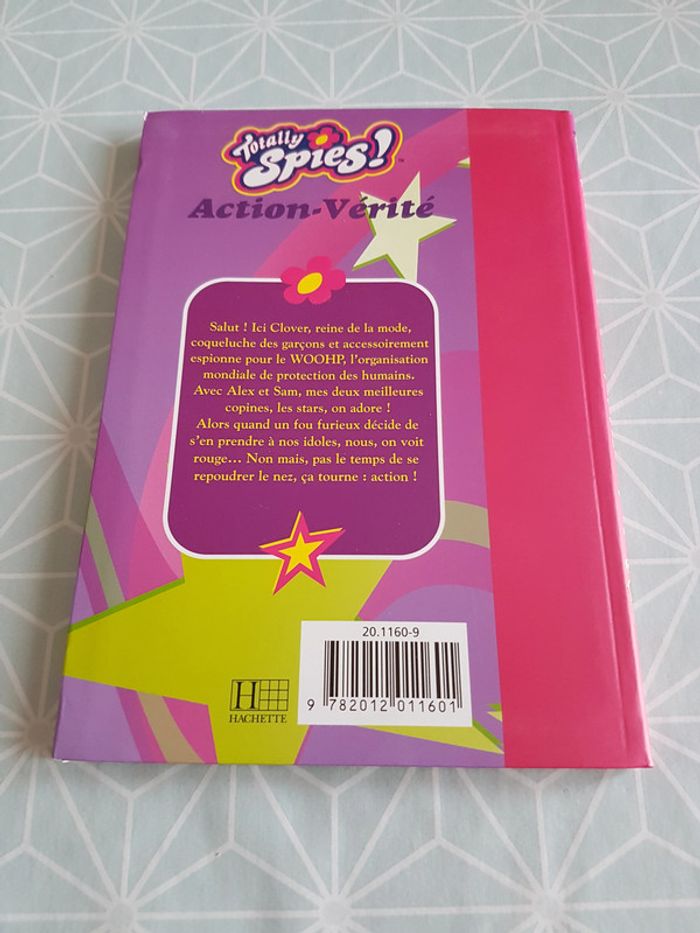 Totally
Spies!
TM
Action-Vérité
Salut ! Ici Clover, reine de la mode,
coqueluche des garçons et accessoirement
espionne pour le WOOHP, l'organisation
mondiale de protection des humains.
Avec Alex et Sam, mes deux meilleures
copines, les stars, on adore !
Alors quand un fou furieux décide de
s'en prendre à nos idoles, nous, on voit
rouge... Non mais, pas le temps de se
repoudrer le nez, ça tourne : action !
20.1160-9
9 782012 011601
H
HACHETTE